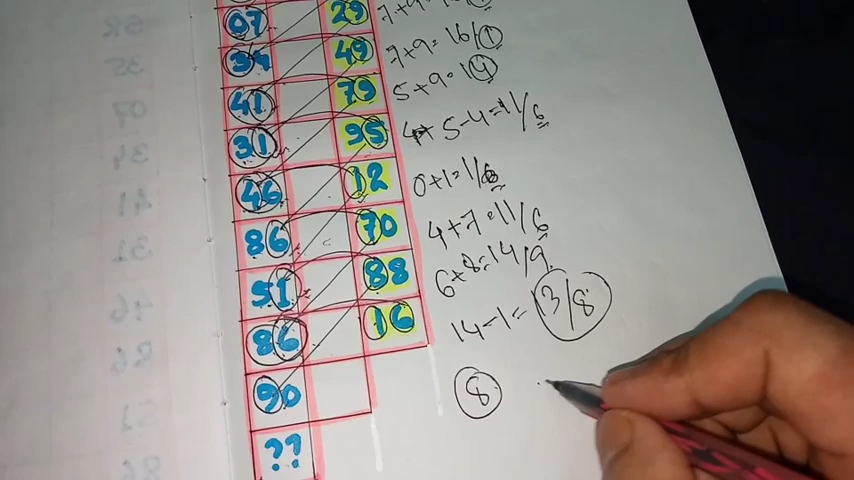 07 29 7+9=
34 49 7+9=16/1
41 79 5+9=14
31 95 5-4=1/6
46 12 0+1=1/6
86 70 4+7=11/6
51 88 6+8=14/9
86 16 14-1=13/8
90 8
??